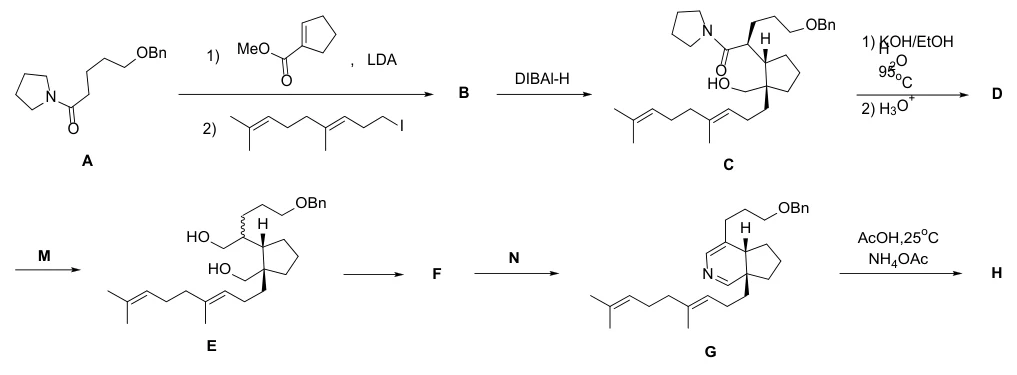 1) MeO O , LDA
2) I
OBn
N
O
A
B
DIBAl-H
N
O
H
OBn
HO
C
1) KOH/EtOH
H2O
95°C
2) H3O+
D
M
HO
HO
H
OBn
E
F
N
OBn
H
N
G
AcOH,25°C
NH4OAc
H